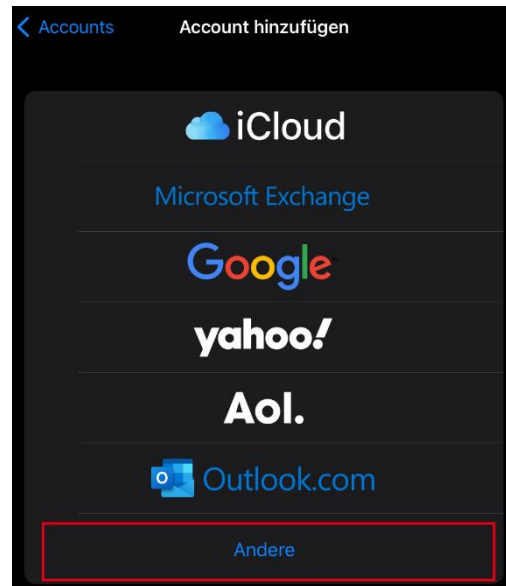 Accounts Account hinzufügen
iCloud
Microsoft Exchange
Google
yahoo!
Aol.
Outlook.com
Andere